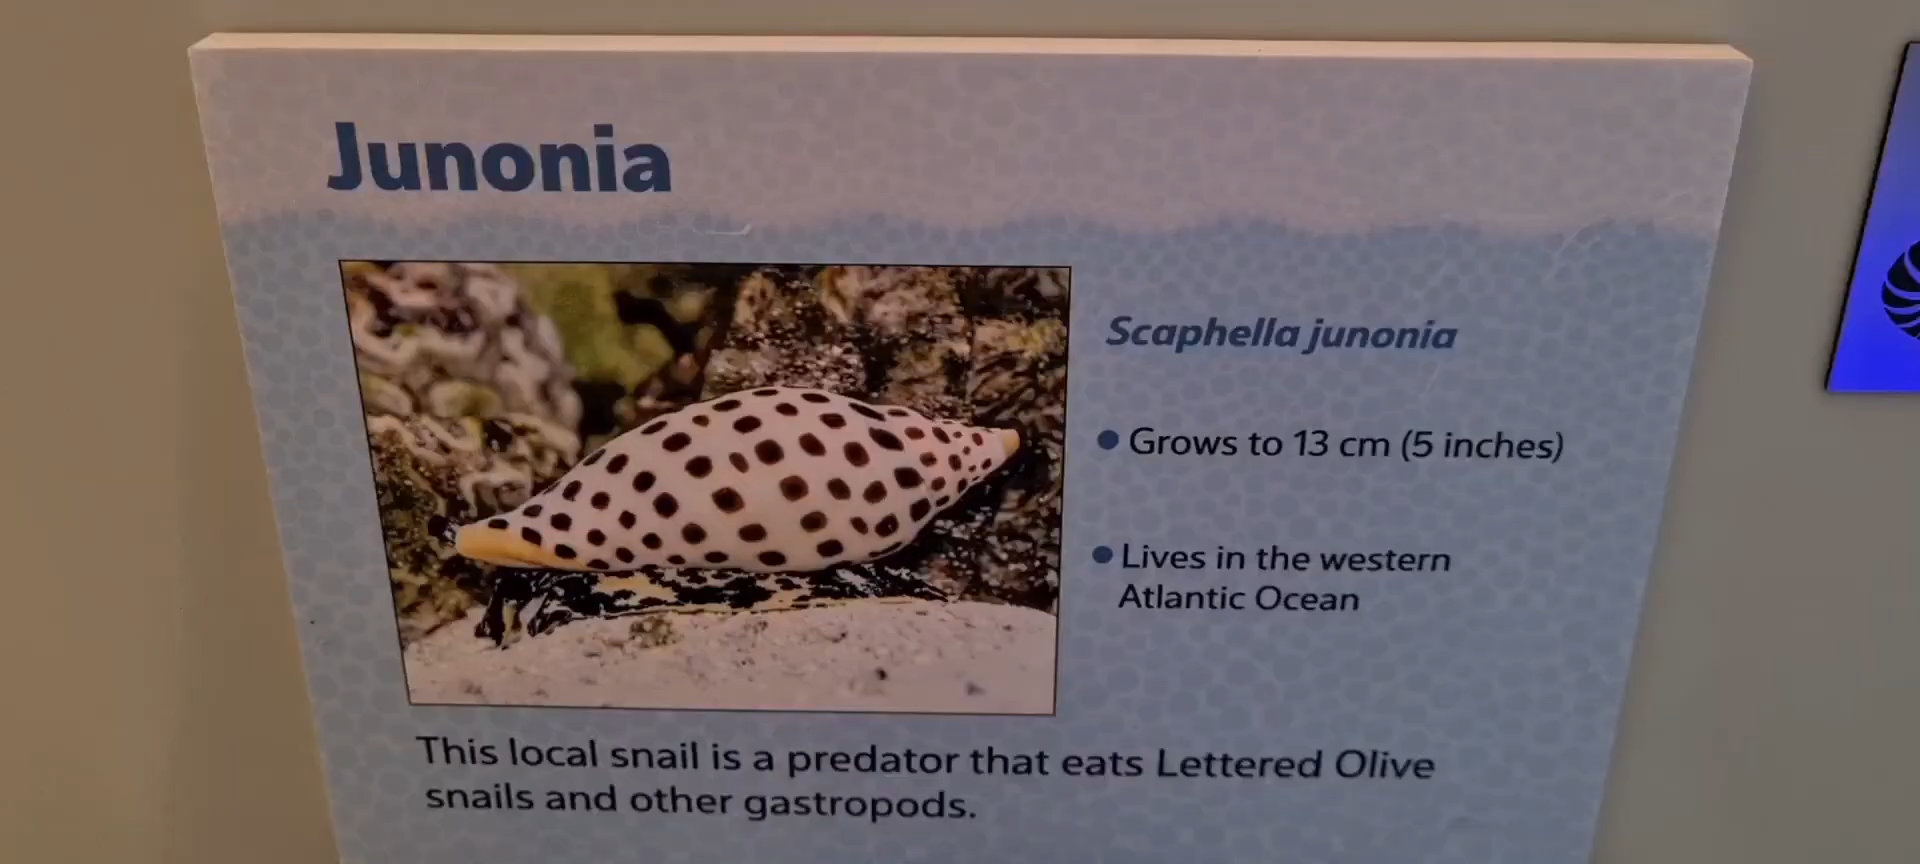 Junonia
Scaphella junonia
• Grows to 13 cm (5 inches)
• Lives in the western
Atlantic Ocean
This local snail is a predator that eats Lettered Olive
snails and other gastropods.